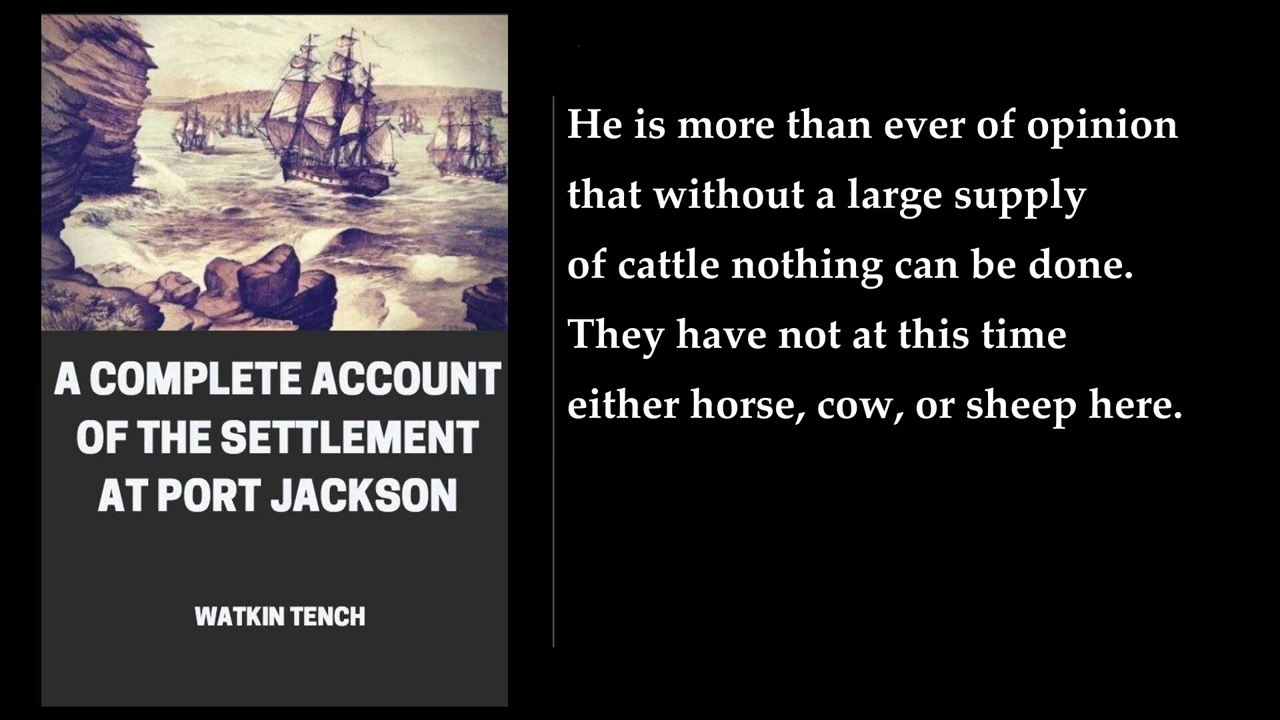 A COMPLETE ACCOUNT
OF THE SETTLEMENT
AT PORT JACKSON
WATKIN TENCH
He is more than ever of opinion
that without a large supply
of cattle nothing can be done.
They have not at this time
either horse, cow, or sheep here.